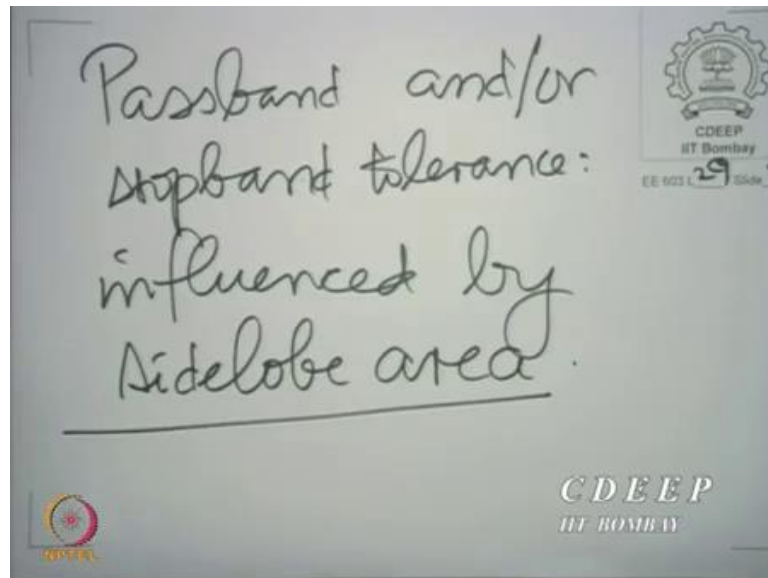 Passband and/or
stopband tolerance:
influenced by
sidelobe area.
CDEEP
IIT Bombay
EE 603 L 29 Slide
CDEEP
IIT BOMBAY
NPTEL